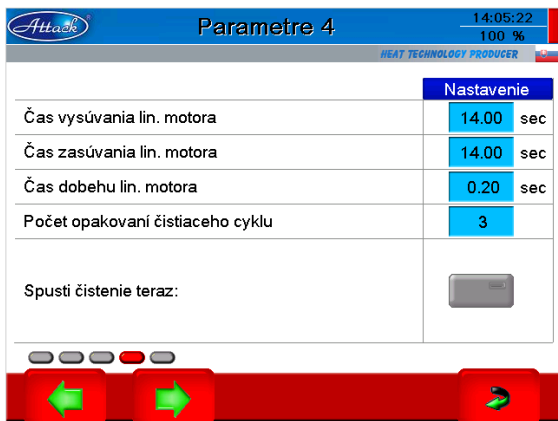 Attack
Parametre 4
14:05:22
100 %
HEAT TECHNOLOGY PRODUCER
Nastavenie
Čas vysúvania lin. motora 14.00 sec
Čas zasúvania lin. motora 14.00 sec
Čas dobehu lin. motora 0.20 sec
Počet opakovaní čistiaceho cyklu 3
Spusti čistenie teraz: